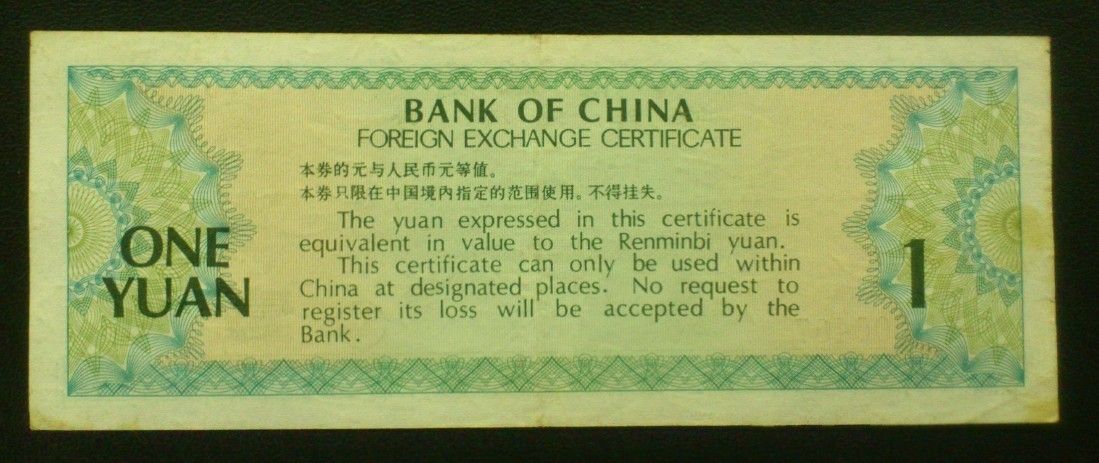 BANK OF CHINA
FOREIGN EXCHANGE CERTIFICATE
本券的元与人民币元等值。
本券只限在中国境内指定的范围使用。不得挂失。
The yuan expressed in this certificate is
equivalent in value to the Renminbi yuan.
This certificate can only be used within
China at designated places. No request to
register its loss will be accepted by the
Bank.
ONE
YUAN
1